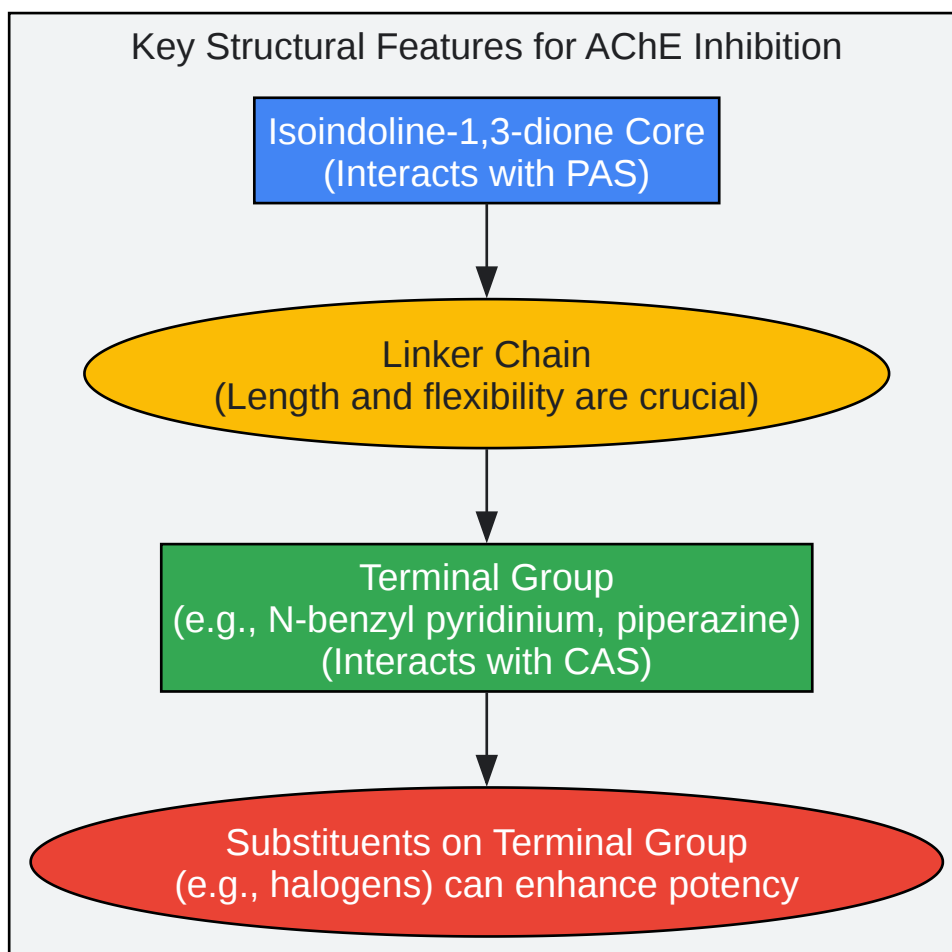 Key Structural Features for AChE Inhibition
Isoindoline-1,3-dione Core
(Interacts with PAS)
Linker Chain
(Length and flexibility are crucial)
Terminal Group
(e.g., N-benzyl pyridinium, piperazine)
(Interacts with CAS)
Substituents on Terminal Group
(e.g., halogens) can enhance potency